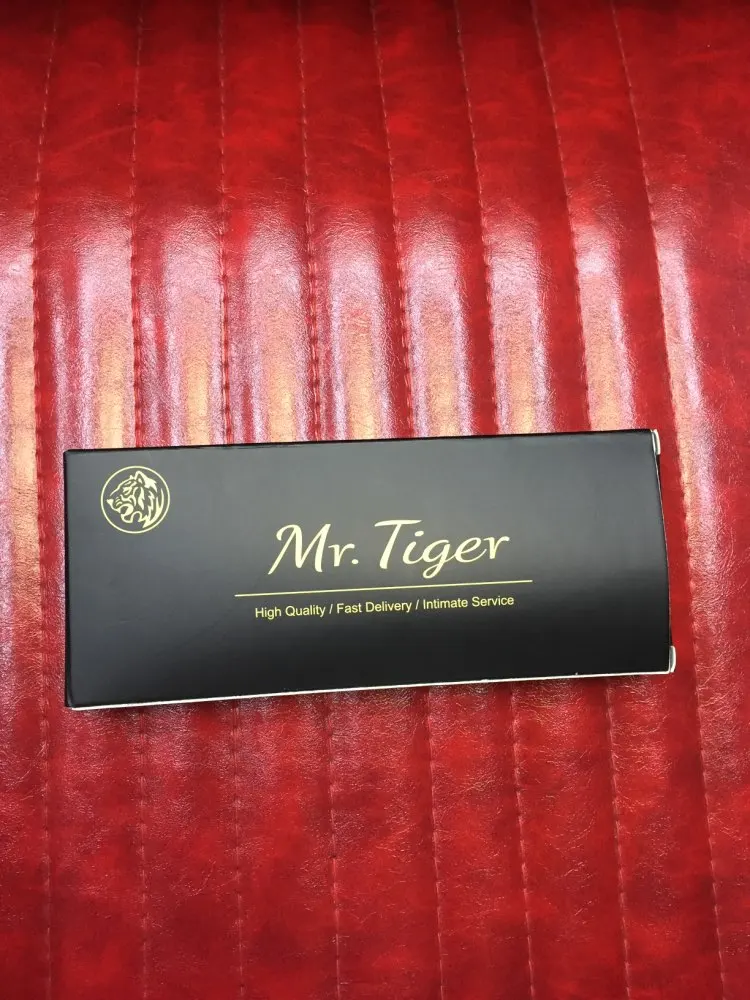 Mr. Tiger
High Quality / Fast Delivery / Intimate Service